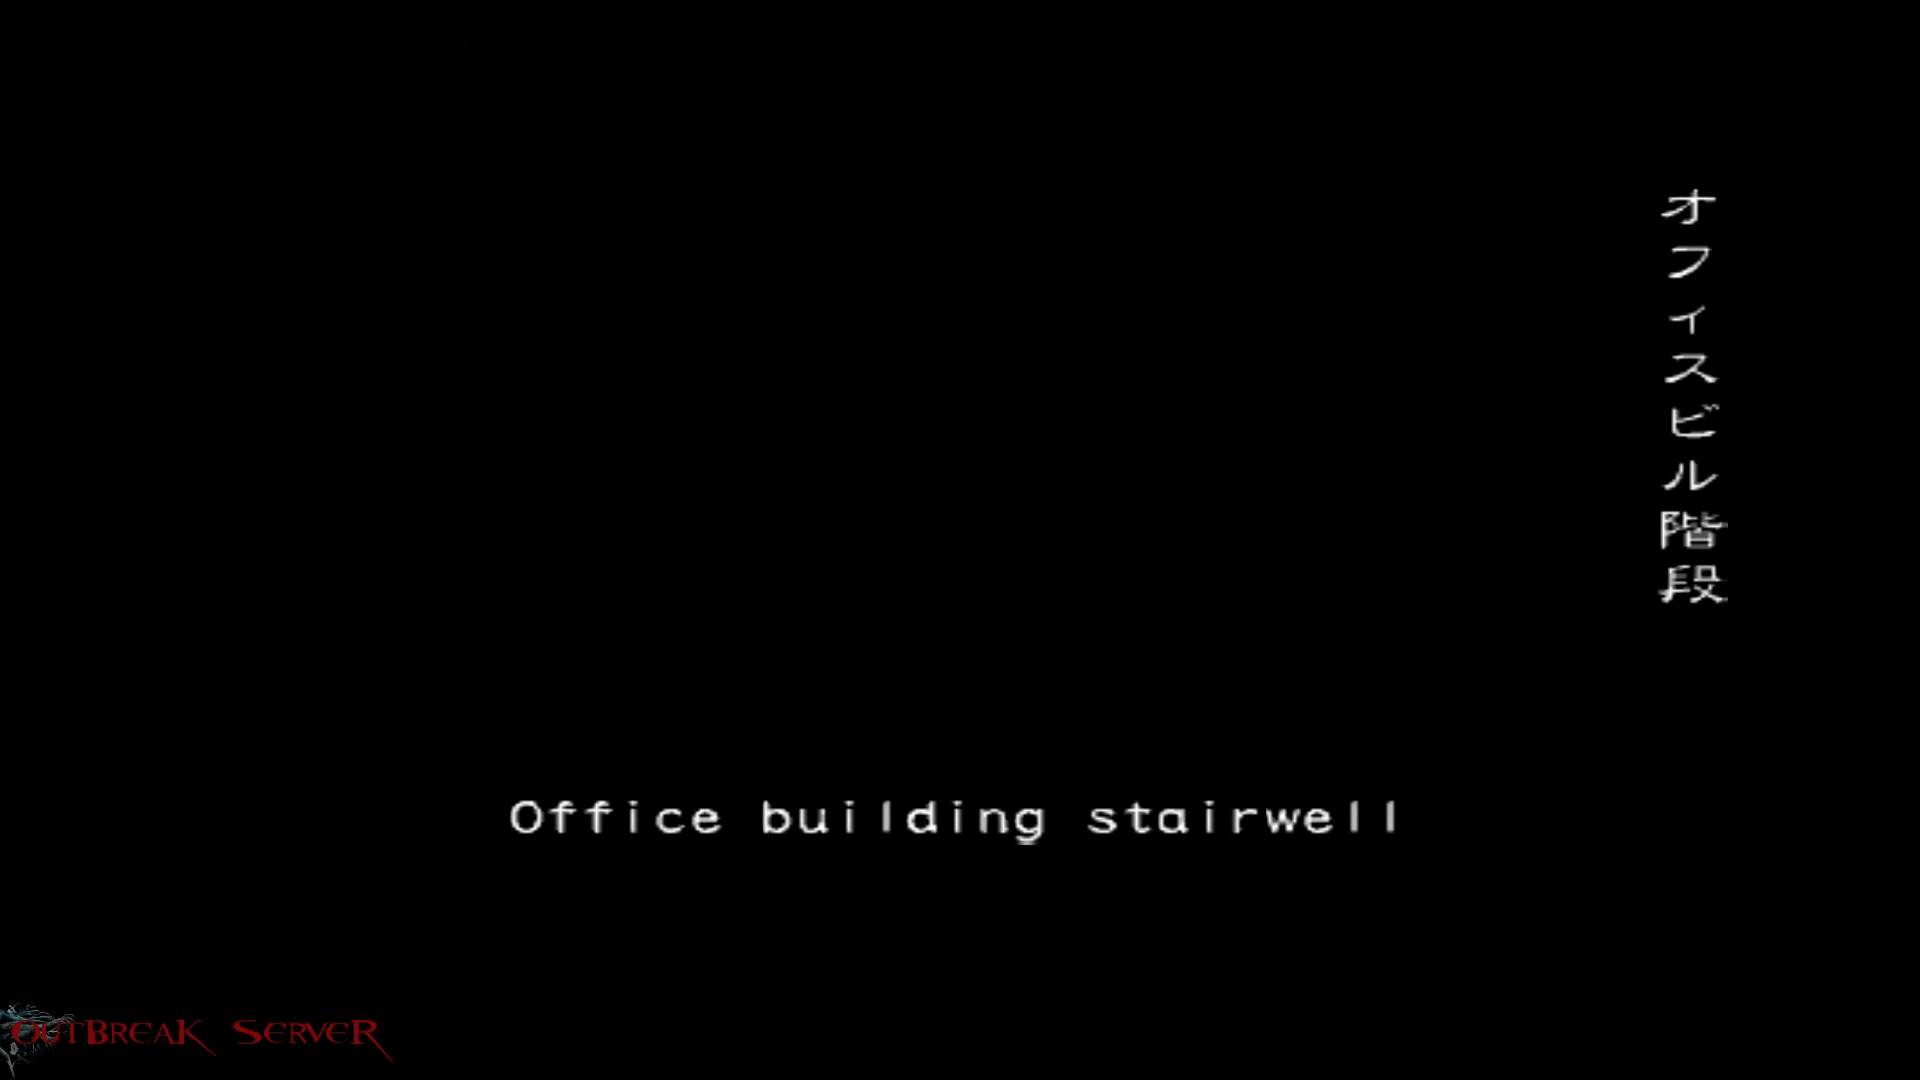 オフィスビル階段
Office building stairwell
OutBreak Server